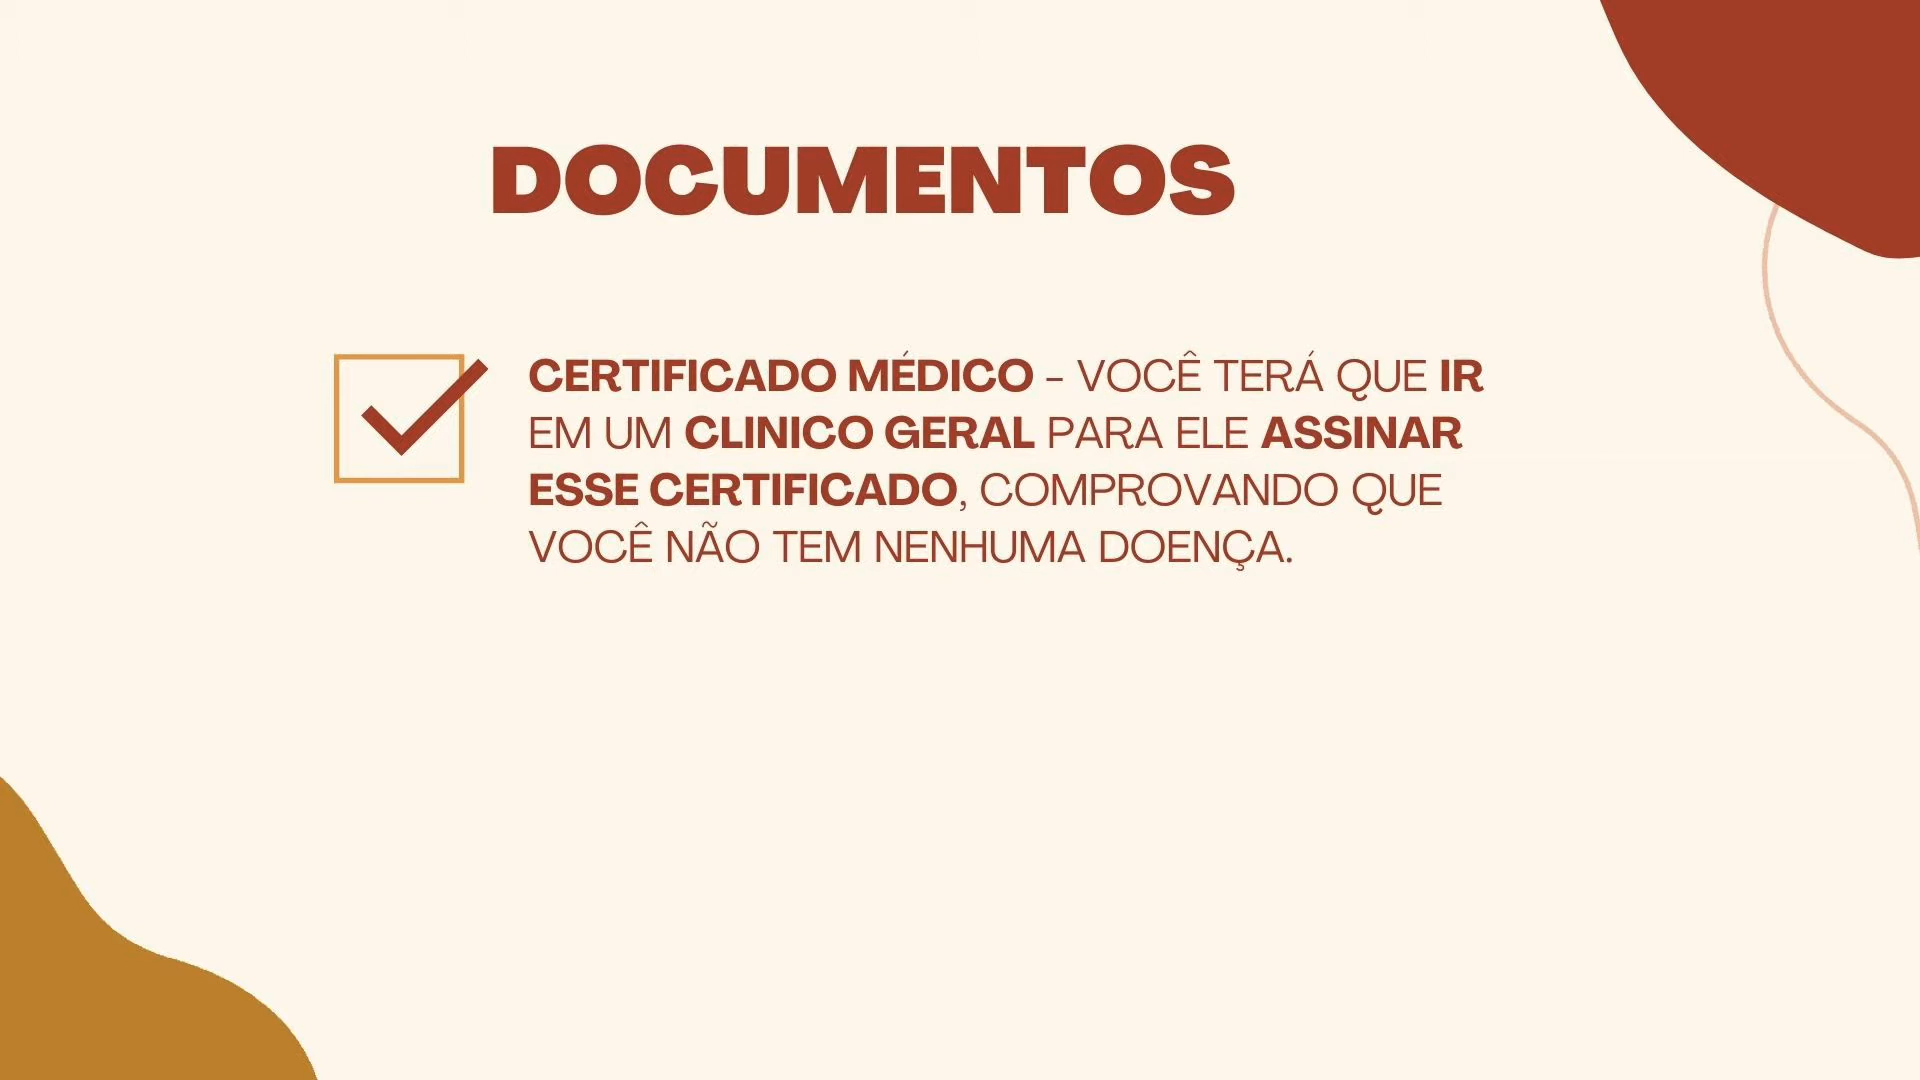 DOCUMENTOS
CERTIFICADO MÉDICO - VOCÊ TERÁ QUE IR
EM UM CLINICO GERAL PARA ELE ASSINAR
ESSE CERTIFICADO, COMPROVANDO QUE
VOCÊ NÃO TEM NENHUMA DOENÇA.